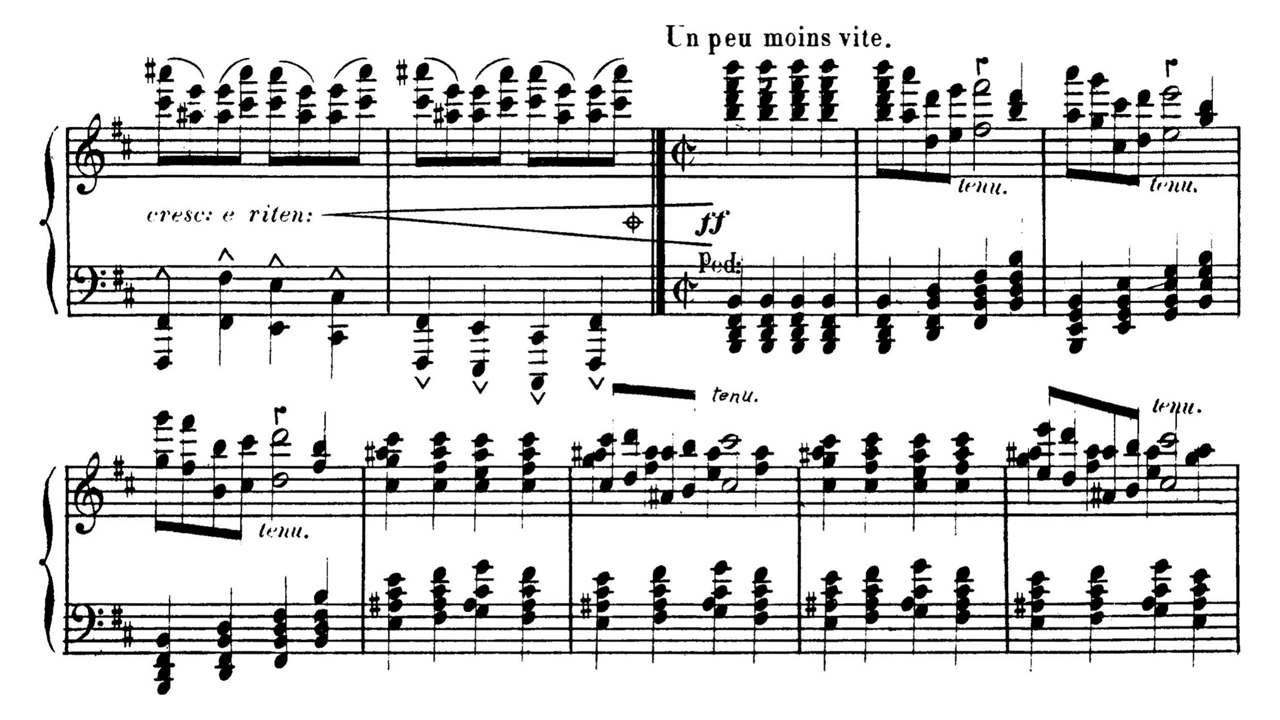 Un peu moins vite.
tenu.
tenu.
cresc: e riten:
ff
Ped:
tenu.
tenu.
tenu.